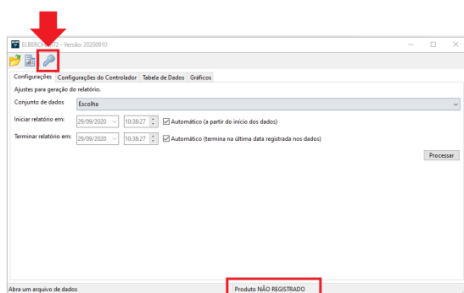 Versão: 20200910
Configurações Configurações do Controlador Tabela de Dados Gráficos
Ajustes para geração do relatório.
Conjunto de dados Escolha
Iniciar relatório em: 29/09/2020 10:38:27 Automático (a partir do início dos dados)
Terminar relatório em: 29/09/2020 10:38:27 Automático (termina na última data registrada nos dados)
Processar
Abra um arquivo de dados Produto NÃO REGISTRADO